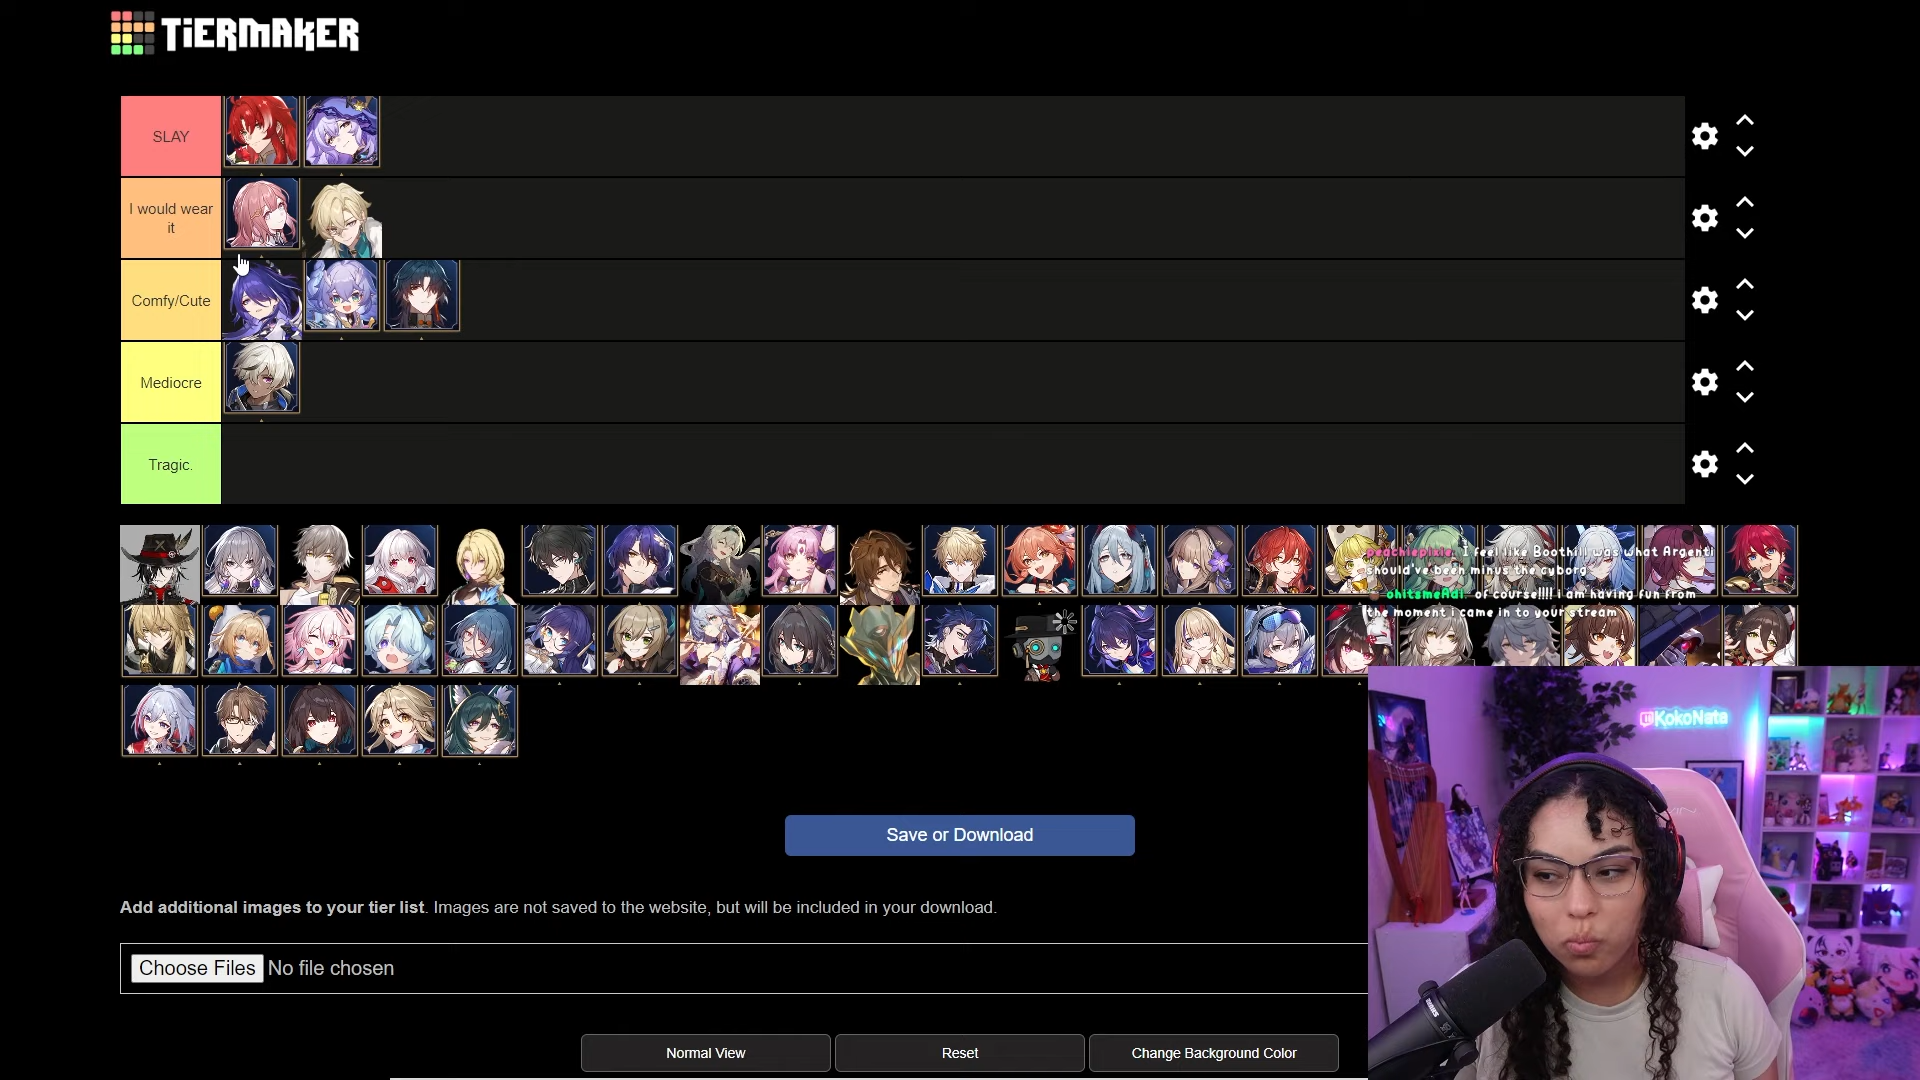 TIERMAKER
SLAY
I would wear
it
Comfy/Cute
Mediocre
Tragic.
peachiepixie: I feel like Boothill was what Argenti
should've been minus the cyborg
ohitsmeAdi: of course!!!! i am having fun from
the moment i came in to your stream
KokoNata
Save or Download
Add additional images to your tier list. Images are not saved to the website, but will be included in your download.
Choose Files No file chosen
Normal View
Reset
Change Background Color